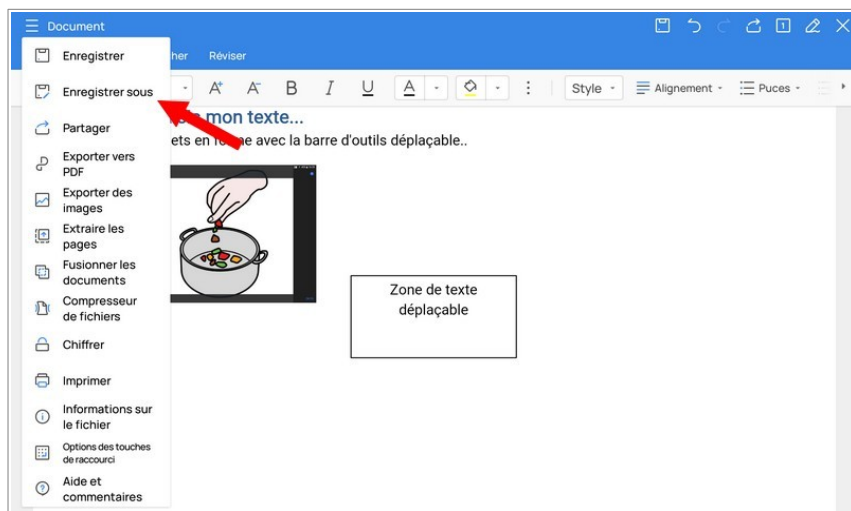 Document
1
Enregistrer
her Réviser
Enregistrer sous
A+ A- B I U A Style Alignement Puces
mon texte...
Partager
ets en forme avec la barre d'outils déplaçable..
Exporter vers
PDF
Exporter des
images
Extraire les
pages
Fusionner les
documents
Zone de texte
déplaçable
Compresseur
de fichiers
Chiffrer
Imprimer
Informations sur
le fichier
Options des touches
de raccourci
Aide et
commentaires